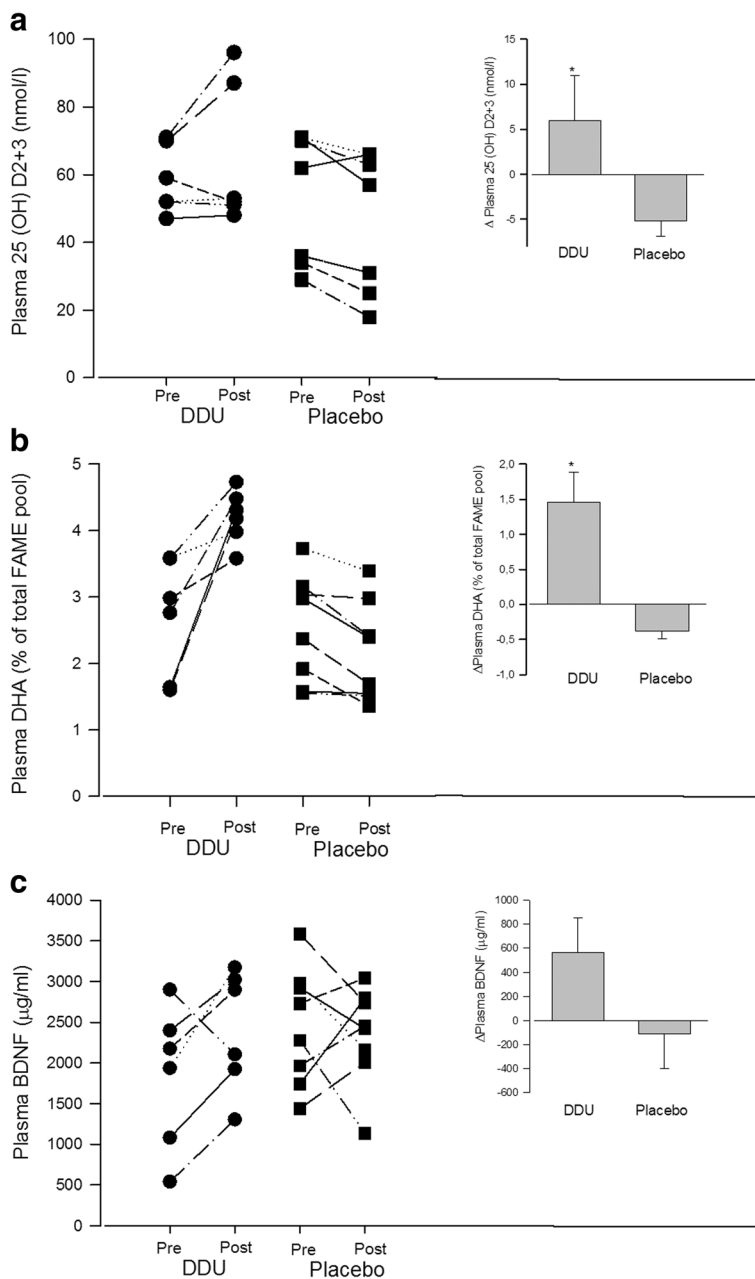 a
Plasma 25 (OH) D2+3 (nmol/l)
100
80
60
40
20
0
Pre
Post
Pre
Post
DDU
Placebo
Δ Plasma 25 (OH) D2+3 (nmol/l)
15
10
5
0
-5
*
DDU
Placebo
b
Plasma DHA (% of total FAME pool)
5
4
3
2
1
0
Pre
Post
Pre
Post
DDU
Placebo
ΔPlasma DHA (% of total FAME pool)
2,0
1,5
1,0
0,5
0,0
-0,5
-1,0
*
DDU
Placebo
c
Plasma BDNF (µg/ml)
4000
3500
3000
2500
2000
1500
1000
500
0
Pre
Post
Pre
Post
DDU
Placebo
ΔPlasma BDNF (µg/ml)
1000
800
600
400
200
0
-200
-400
-600
DDU
Placebo